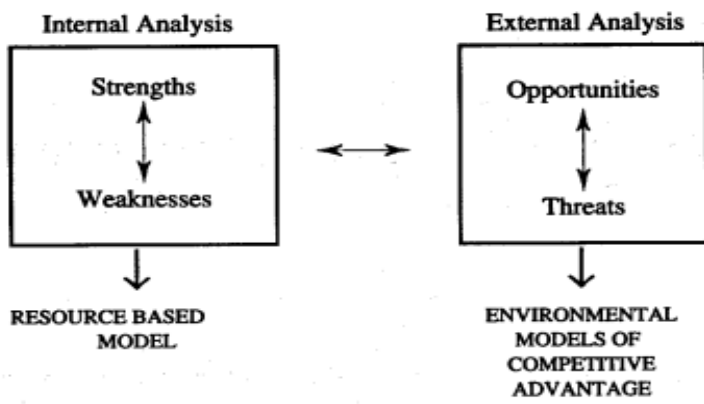 Internal Analysis
Strengths
Weaknesses
RESOURCE BASED
MODEL
External Analysis
Opportunities
Threats
ENVIRONMENTAL
MODELS OF
COMPETITIVE
ADVANTAGE